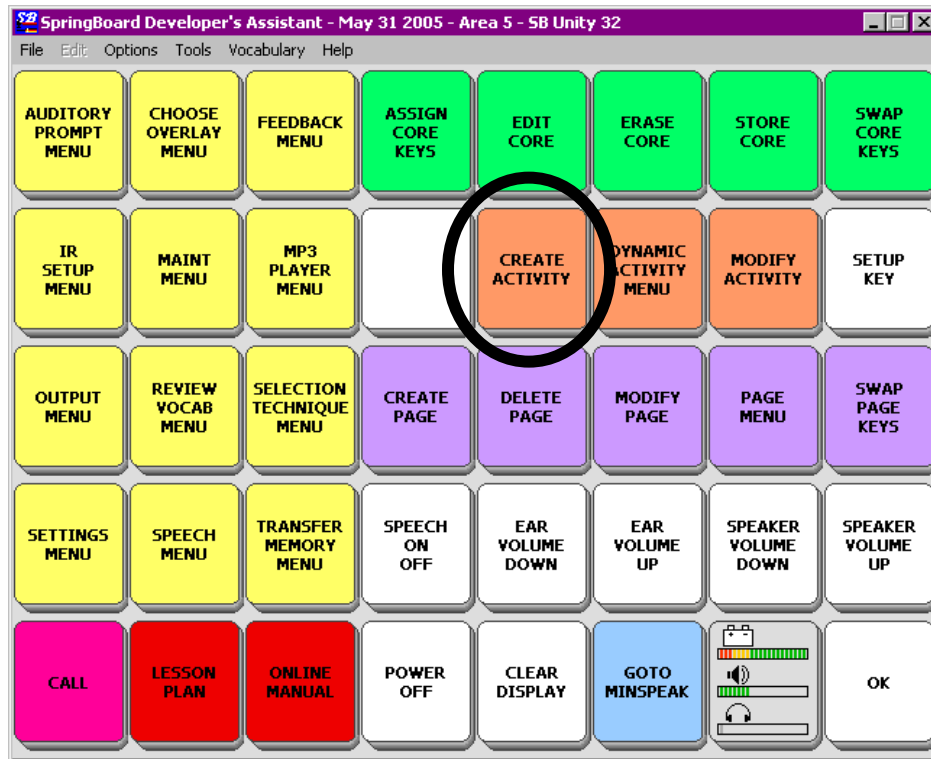 SpringBoard Developer's Assistant - May 31 2005 - Area 5 - SB Unity 32
File Edit Options Tools Vocabulary Help
AUDITORY
PROMPT
MENU
CHOOSE
OVERLAY
MENU
FEEDBACK
MENU
ASSIGN
CORE
KEYS
EDIT
CORE
ERASE
CORE
STORE
CORE
SWAP
CORE
KEYS
IR
SETUP
MENU
MAINT
MENU
MP3
PLAYER
MENU
CREATE
ACTIVITY
DYNAMIC
ACTIVITY
MENU
MODIFY
ACTIVITY
SETUP
KEY
OUTPUT
MENU
REVIEW
VOCAB
MENU
SELECTION
TECHNIQUE
MENU
CREATE
PAGE
DELETE
PAGE
MODIFY
PAGE
PAGE
MENU
SWAP
PAGE
KEYS
SETTINGS
MENU
SPEECH
MENU
TRANSFER
MEMORY
MENU
SPEECH
ON
OFF
EAR
VOLUME
DOWN
EAR
VOLUME
UP
SPEAKER
VOLUME
DOWN
SPEAKER
VOLUME
UP
CALL
LESSON
PLAN
ONLINE
MANUAL
POWER
OFF
CLEAR
DISPLAY
GOTO
MINSPEAK
OK